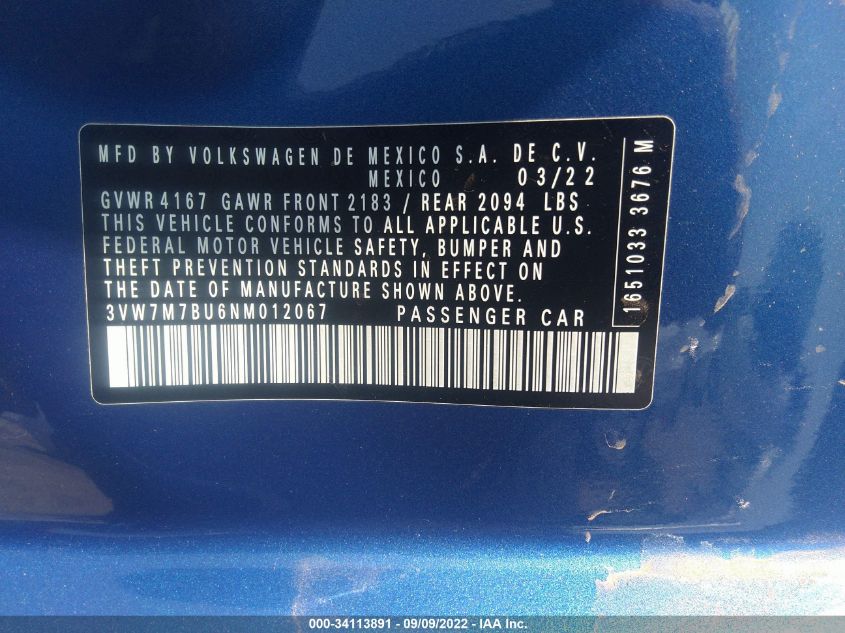 MFD BY VOLKSWAGEN DE MEXICO S.A. DE C.V.
MEXICO 03/22
GVWR 4167 GAWR FRONT 2183 / REAR 2094 LBS
THIS VEHICLE CONFORMS TO ALL APPLICABLE U.S.
FEDERAL MOTOR VEHICLE SAFETY, BUMPER AND
THEFT PREVENTION STANDARDS IN EFFECT ON
THE DATE OF MANUFACTURE SHOWN ABOVE.
3VW7M7BU6NM012067 PASSENGER CAR
1651033 3676 M
000-34113891 - 09/09/2022 - IAA Inc.